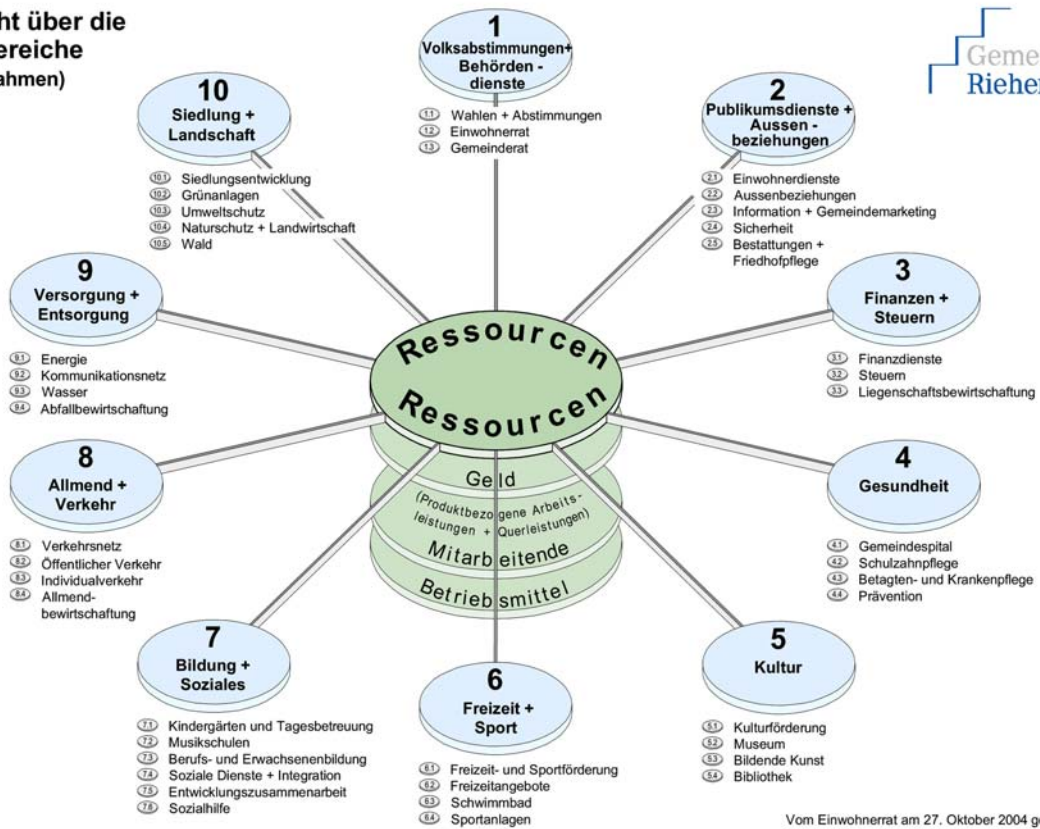 ht über die
ereiche
ahmen)
Geme
Riehen
1
Volksabstimmungen+
Behörden -
dienste
1.1 Wahlen + Abstimmungen
1.2 Einwohnerrat
1.3 Gemeinderat
2
Publikumsdienste +
Aussen -
beziehungen
2.1 Einwohnerdienste
2.2 Aussenbeziehungen
2.3 Information + Gemeindemarketing
2.4 Sicherheit
2.5 Bestattungen +
Friedhofpflege
3
Finanzen +
Steuern
3.1 Finanzdienste
3.2 Steuern
3.3 Liegenschaftsbewirtschaftung
4
Gesundheit
4.1 Gemeindespital
4.2 Schulzahnpflege
4.3 Betagten- und Krankenpflege
4.4 Prävention
5
Kultur
5.1 Kulturförderung
5.2 Museum
5.3 Bildende Kunst
5.4 Bibliothek
6
Freizeit +
Sport
6.1 Freizeit- und Sportförderung
6.2 Freizeitangebote
6.3 Schwimmbad
6.4 Sportanlagen
7
Bildung +
Soziales
7.1 Kindergärten und Tagesbetreuung
7.2 Musikschulen
7.3 Berufs- und Erwachsenenbildung
7.4 Soziale Dienste + Integration
7.5 Entwicklungszusammenarbeit
7.6 Sozialhilfe
8
Allmend +
Verkehr
8.1 Verkehrsnetz
8.2 Öffentlicher Verkehr
8.3 Individualverkehr
8.4 Allmend-
bewirtschaftung
9
Versorgung +
Entsorgung
9.1 Energie
9.2 Kommunikationsnetz
9.3 Wasser
9.4 Abfallbewirtschaftung
10
Siedlung +
Landschaft
10.1 Siedlungsentwicklung
10.2 Grünanlagen
10.3 Umweltschutz
10.4 Naturschutz + Landwirtschaft
10.5 Wald
Ressourcen
Ressourcen
Geld
(Produktbezogene Arbeits-
leistungen + Querleistungen)
Mitarbeitende
Betriebsmittel
Vom Einwohnerrat am 27. Oktober 2004 ge